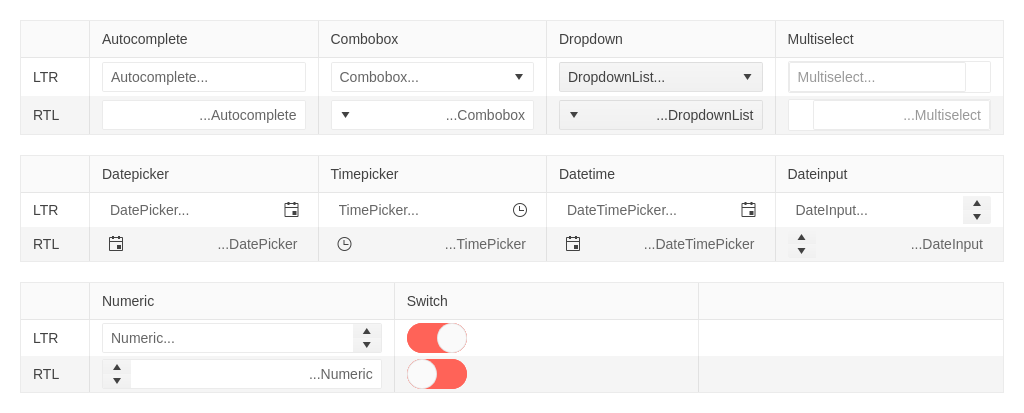 Autocomplete Combobox Dropdown Multiselect
LTR Autocomplete... Combobox... DropdownList... Multiselect...
RTL ...Autocomplete ...Combobox ...DropdownList ...Multiselect
Datepicker Timepicker Datetime Dateinput
LTR DatePicker... TimePicker... DateTimePicker... DateInput...
RTL ...DatePicker ...TimePicker ...DateTimePicker ...DateInput
Numeric Switch
LTR Numeric...
RTL ...Numeric